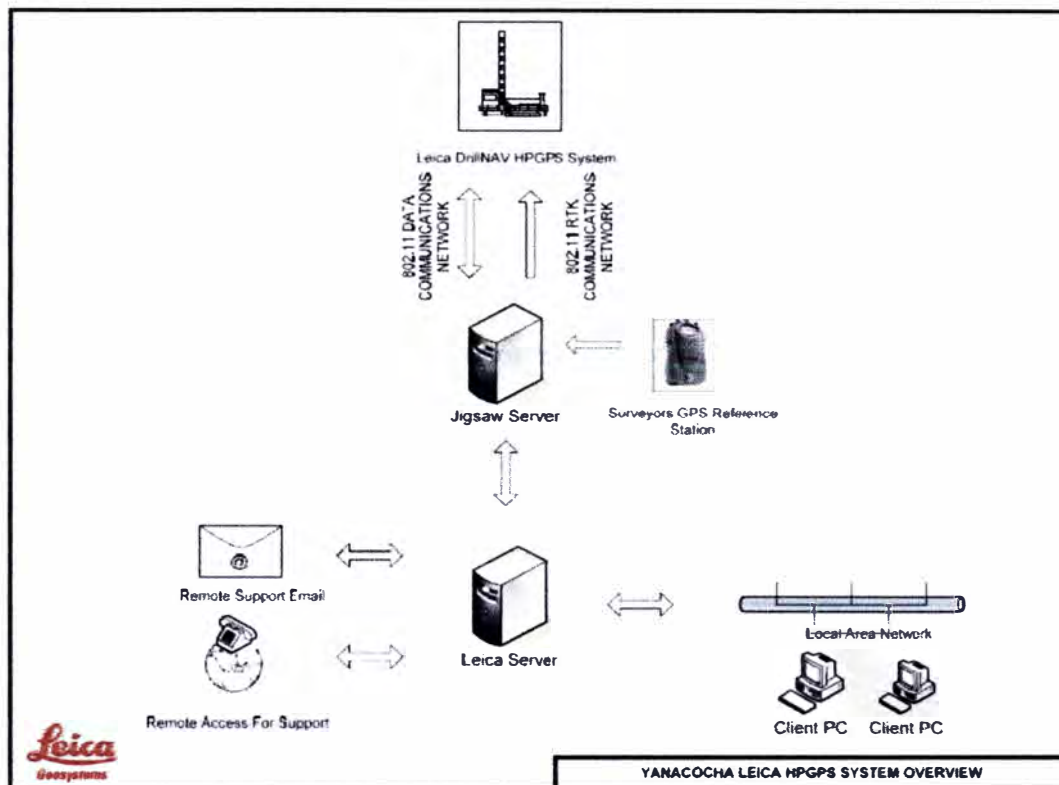 Leica DrillNAV HPGPS System
802.11 DATA
COMMUNICATIONS
NETWORK
802.11 RTK
COMMUNICATIONS
NETWORK
Jigsaw Server
Surveyors GPS Reference
Station
@
Remote Support Email
Leica Server
Local Area Network
Remote Access For Support
Client PC
Client PC
Leica
Geosystems
YANACOCHA LEICA HPGPS SYSTEM OVERVIEW